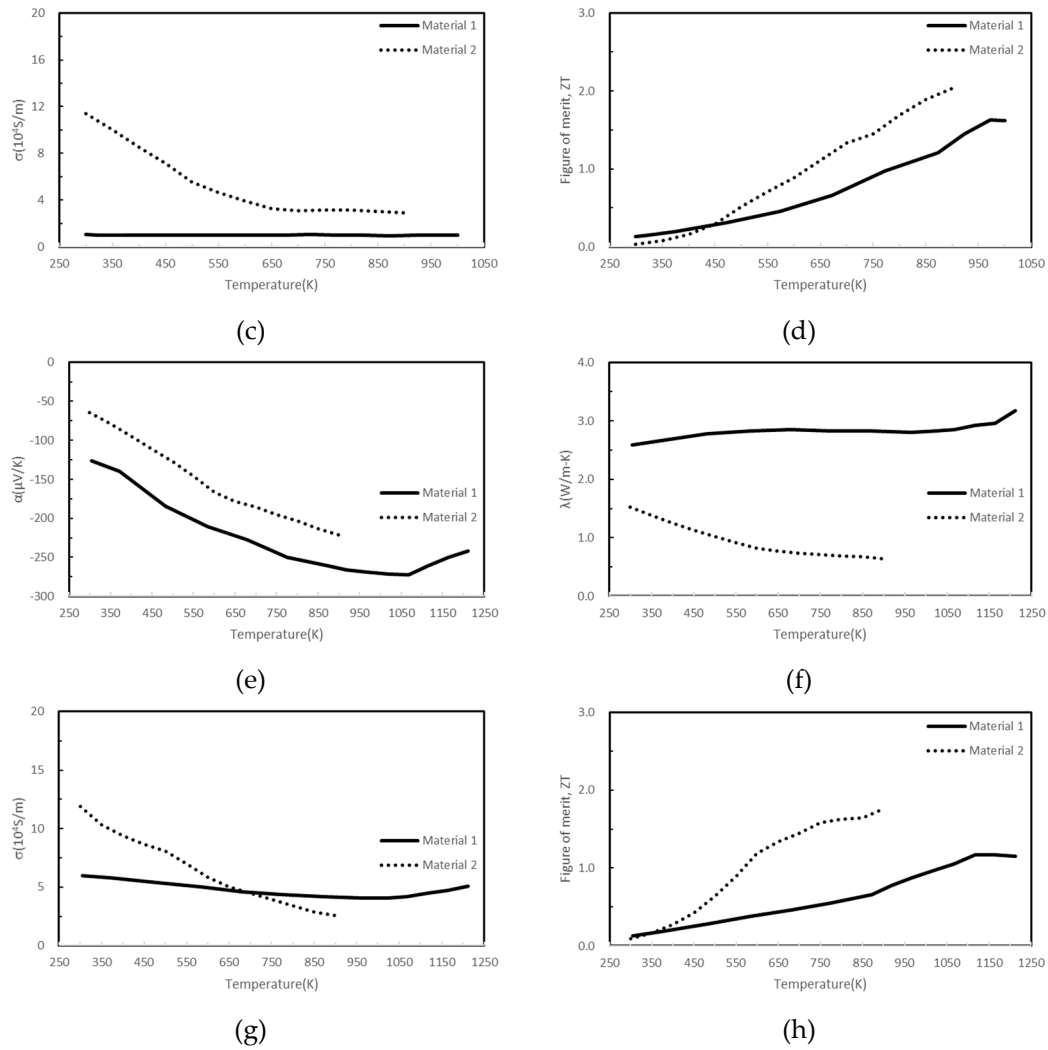 20
16
12
8
4
0
σ(10⁴S/m)
Material 1
Material 2
250 350 450 550 650 750 850 950 1050
Temperature(K)
(c)
3.0
2.0
1.0
0.0
Figure of merit, ZT
Material 1
Material 2
250 350 450 550 650 750 850 950 1050
Temperature(K)
(d)
0
-50
-100
-150
-200
-250
-300
α(μV/K)
Material 1
Material 2
250 350 450 550 650 750 850 950 1050 1150 1250
Temperature(K)
(e)
4.0
3.0
2.0
1.0
0.0
λ(W/m-K)
Material 1
Material 2
250 350 450 550 650 750 850 950 1050 1150 1250
Temperature(K)
(f)
20
15
10
5
0
σ(10⁴S/m)
Material 1
Material 2
250 350 450 550 650 750 850 950 1050 1150 1250
Temperature(K)
(g)
3.0
2.0
1.0
0.0
Figure of merit, ZT
Material 1
Material 2
250 350 450 550 650 750 850 950 1050 1150 1250
Temperature(K)
(h)